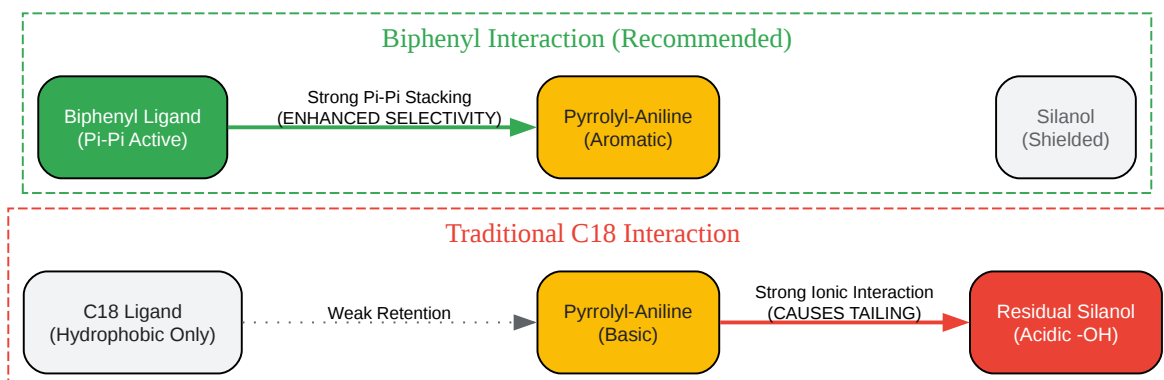 Biphenyl Interaction (Recommended)
Biphenyl Ligand
(Pi-Pi Active)
Strong Pi-Pi Stacking
(ENHANCED SELECTIVITY)
Pyrrolyl-Aniline
(Aromatic)
Silanol
(Shielded)
Traditional C18 Interaction
C18 Ligand
(Hydrophobic Only)
Weak Retention
Pyrrolyl-Aniline
(Basic)
Strong Ionic Interaction
(CAUSES TAILING)
Residual Silanol
(Acidic -OH)